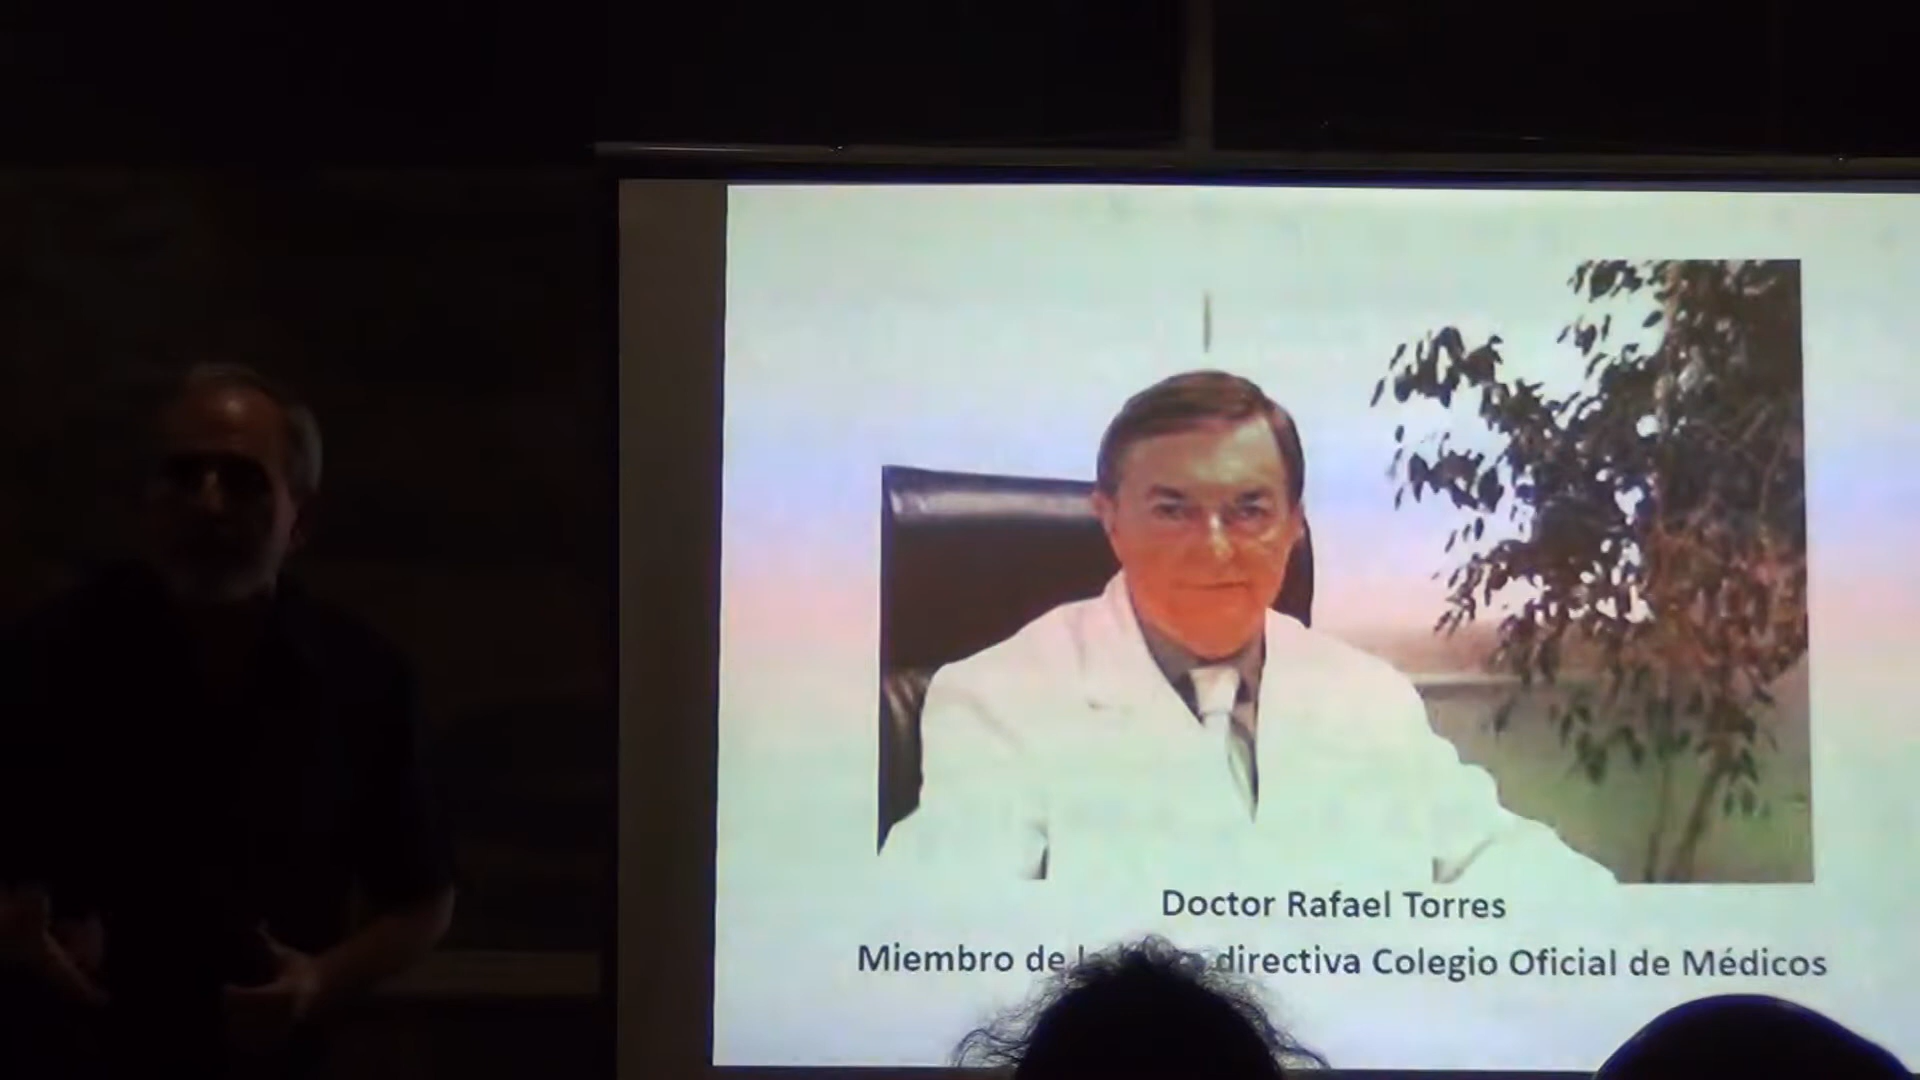 Doctor Rafael Torres
Miembro de directiva Colegio Oficial de Médicos